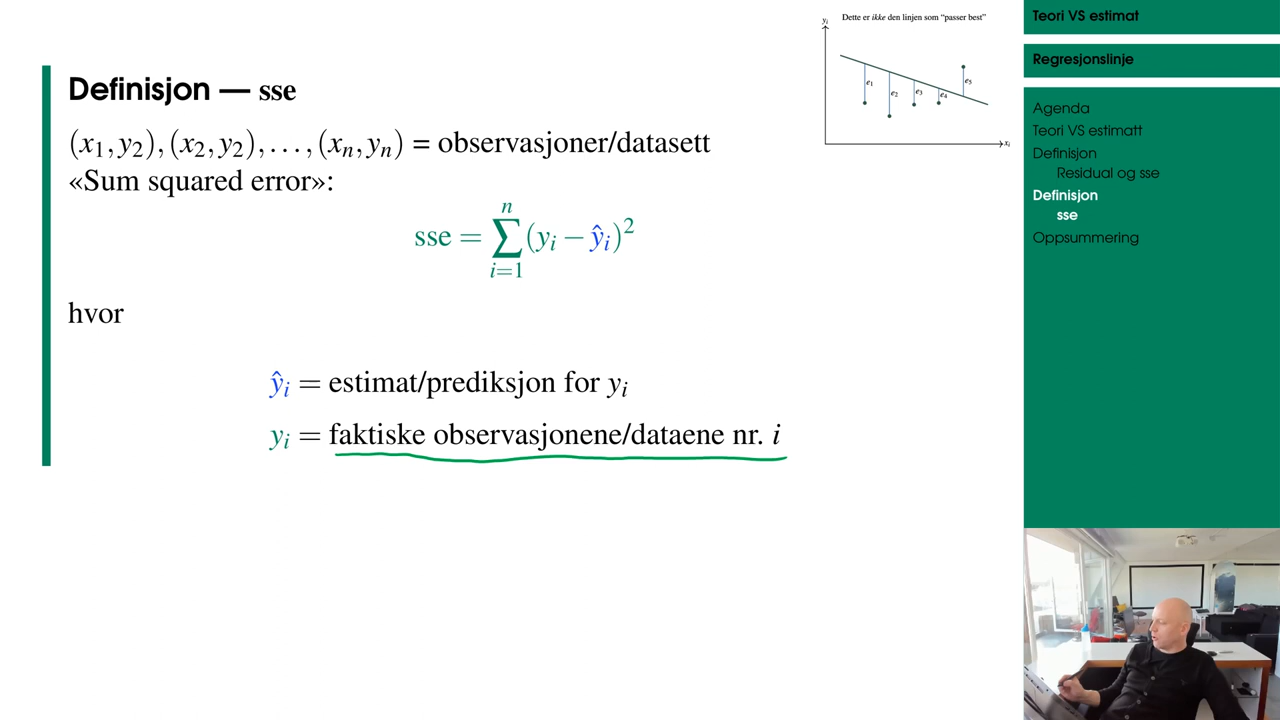 Definisjon — sse
(x₁,y₂),(x₂,y₂),…,(xₙ,yₙ) = observasjoner/datasett
«Sum squared error»:
sse = ∑ⁿᵢ₌₁(yᵢ − ŷᵢ)²
hvor
ŷᵢ = estimat/prediksjon for yᵢ
yᵢ = faktiske observasjonene/dataene nr. i
Dette er ikke den linjen som “passer best”
yᵢ
e₁
e₂
e₃
e₄
e₅
xᵢ
Teori VS estimat
Regresjonslinje
Agenda
Teori VS estimatt
Definisjon
Residual og sse
Definisjon
sse
Oppsummering